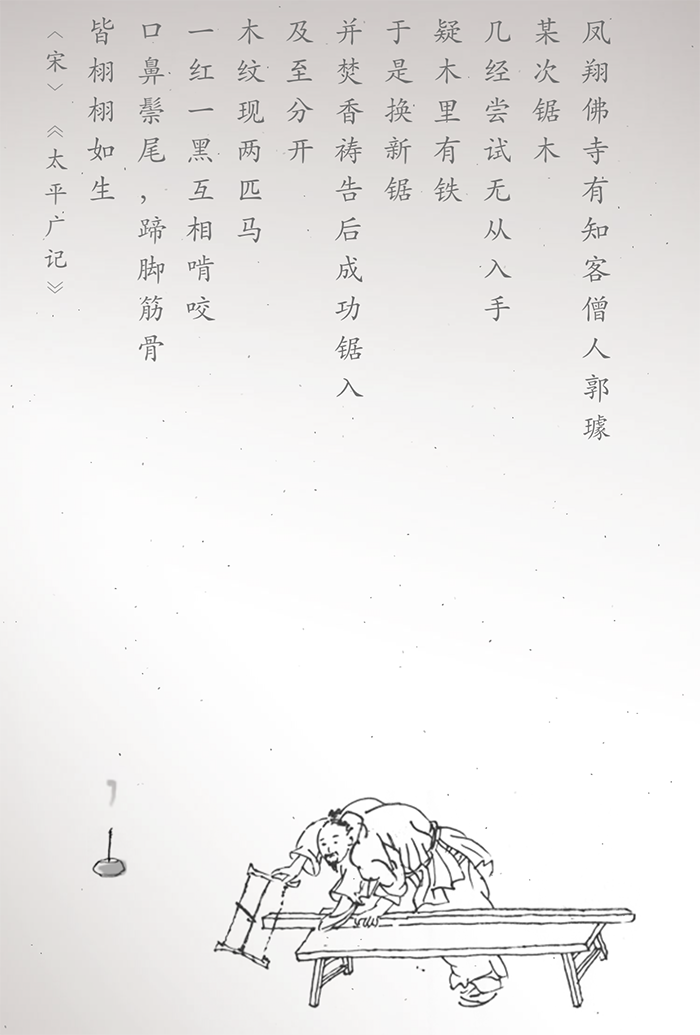 凤翔佛寺有知客僧人郭璩
某次锯木
几经尝试无从入手
疑木里有铁
于是换新锯
并焚香祷告后成功锯入
及至分开
木纹现两匹马
一红一黑互相啃咬
口鼻鬃尾，蹄脚筋骨
皆栩栩如生
〈宋〉《太平广记》